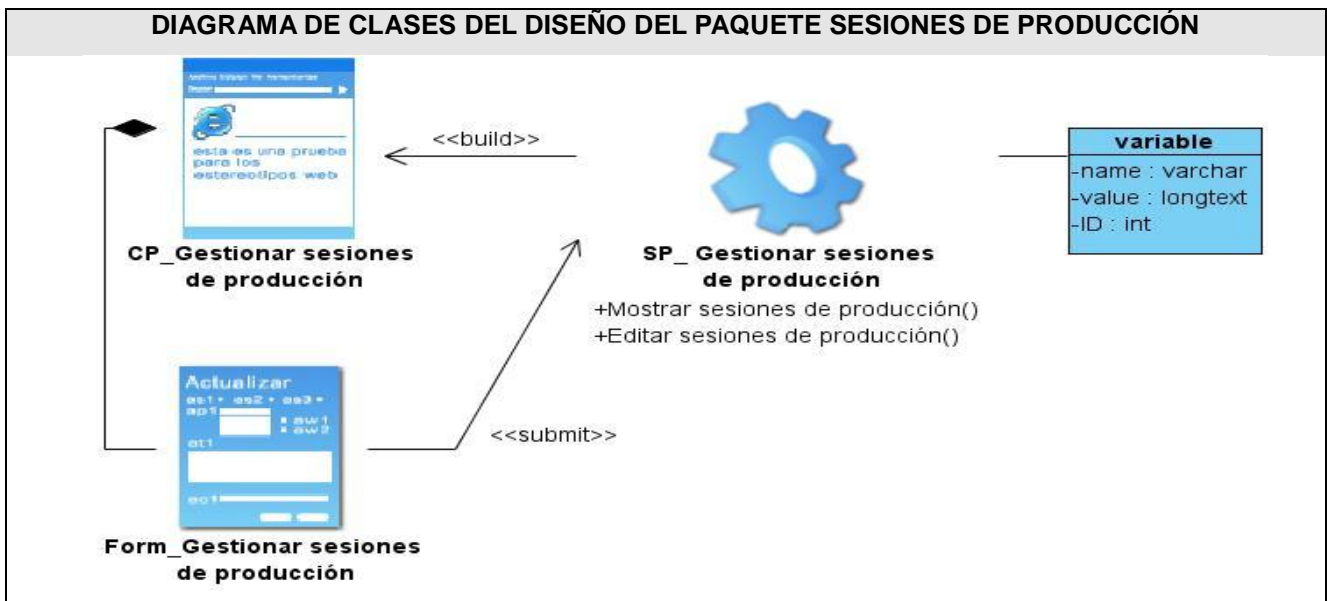 DIAGRAMA DE CLASES DEL DISEÑO DEL PAQUETE SESIONES DE PRODUCCIÓN
esta es una prueba
para los
estereotipos web
CP_Gestionar sesiones
de producción
<<build>>
SP_ Gestionar sesiones
de producción
+Mostrar sesiones de producción()
+Editar sesiones de producción()
variable
-name : varchar
-value : longtext
-ID : int
Actualizar
<<submit>>
Form_Gestionar sesiones
de producción